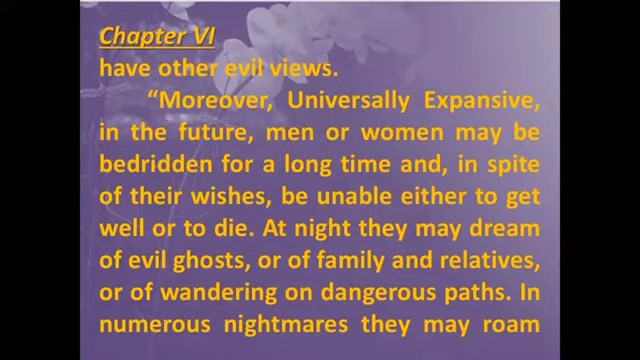 Chapter VI
have other evil views.
“Moreover, Universally Expansive,
in the future, men or women may be
bedridden for a long time and, in spite
of their wishes, be unable either to get
well or to die. At night they may dream
of evil ghosts, or of family and relatives,
or of wandering on dangerous paths. In
numerous nightmares they may roam